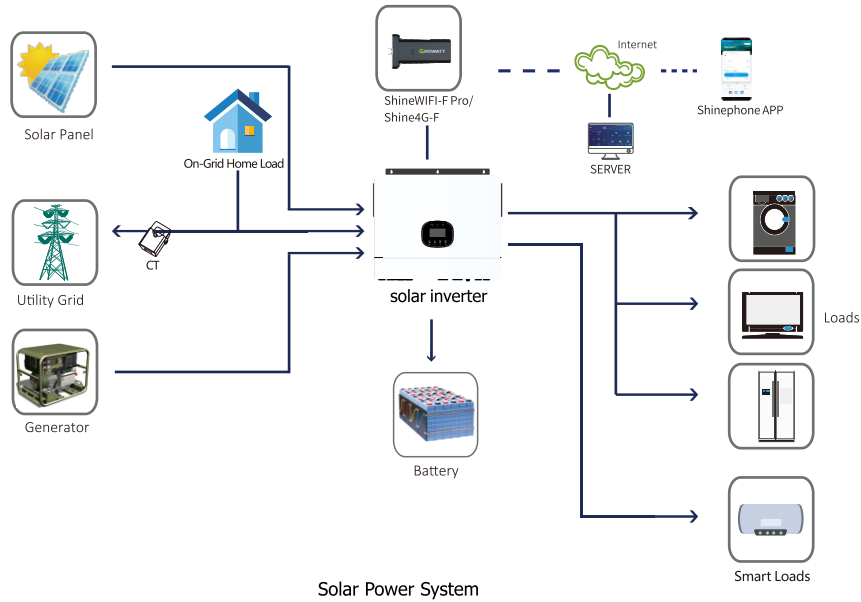 GROWATT
Internet
ShineWIFI-F Pro/
Shine4G-F
Shinephone APP
Solar Panel
On-Grid Home Load
SERVER
CT
Utility Grid
solar inverter
Loads
Generator
Battery
Smart Loads
Solar Power System